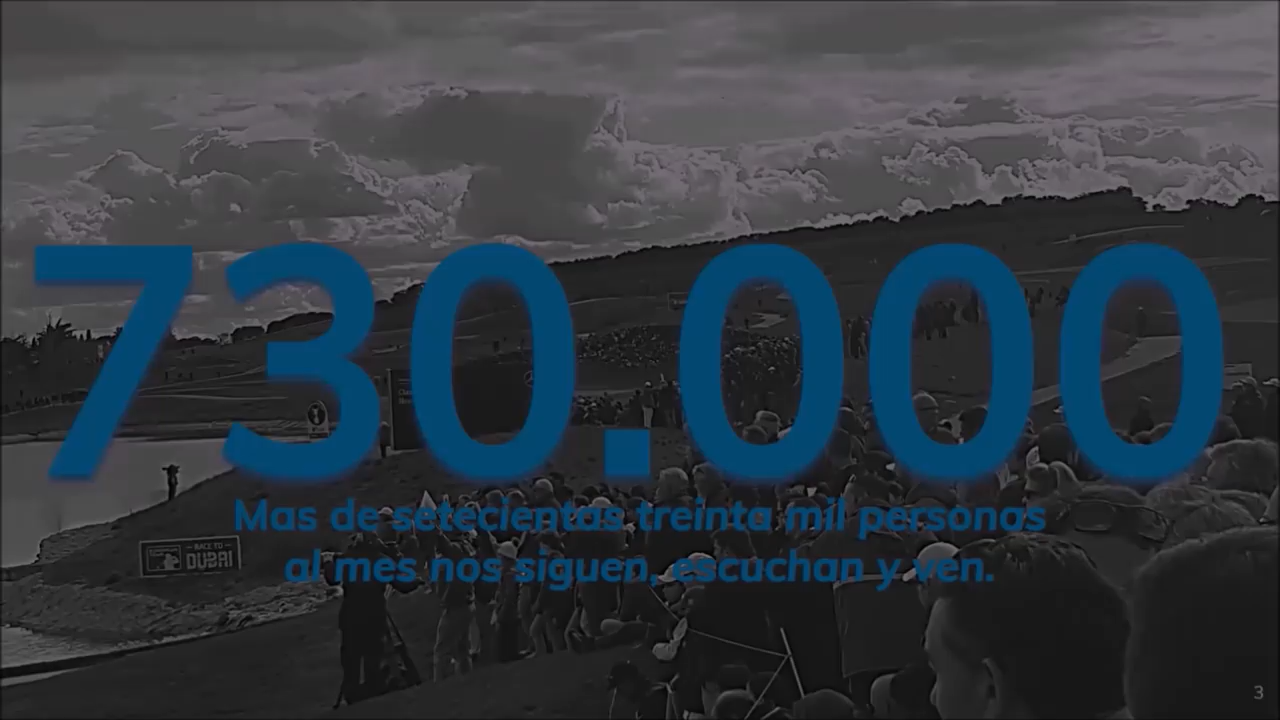 730.000
Mas de setecientas treinta mil personas
al mes nos siguen, escuchan y ven.
RACE TO
DUBAI
3